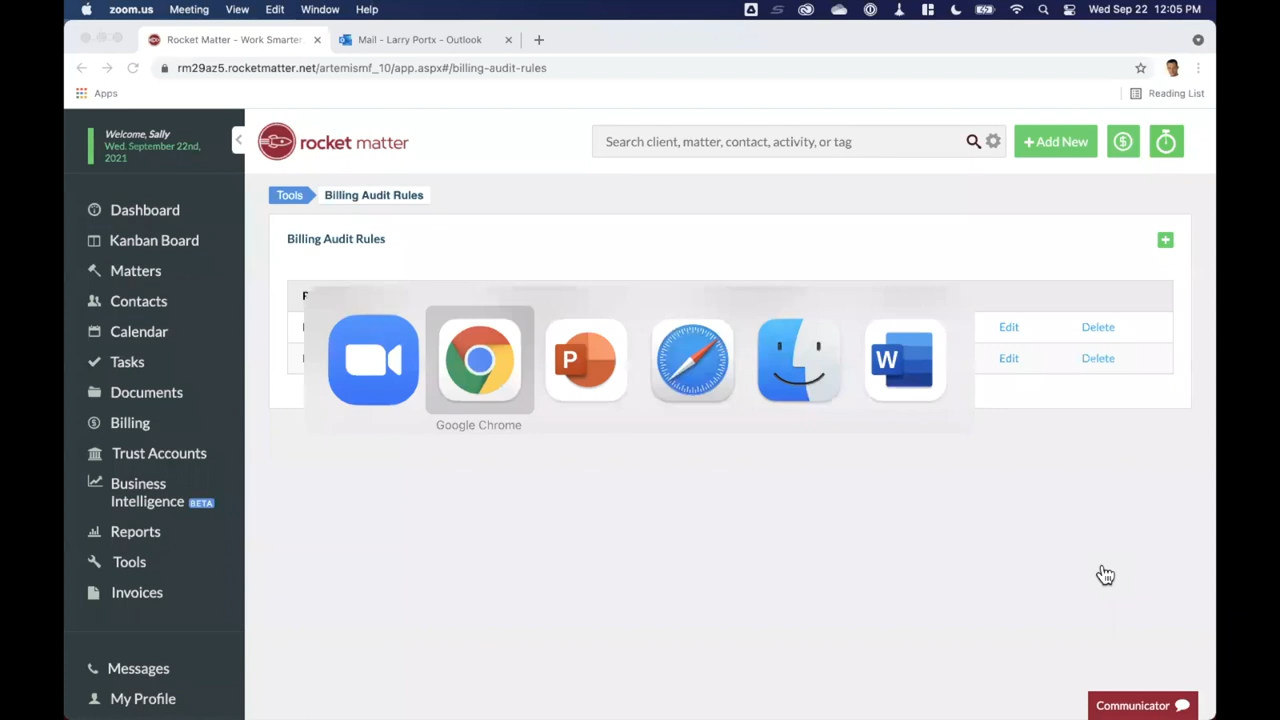 zoom.us Meeting View Edit Window Help Wed Sep 22 12:05 PM
Rocket Matter - Work Smarter Mail - Larry Portx - Outlook
rm29az5.rocketmatter.net/artemismf_10/app.aspx#/billing-audit-rules
Apps Reading List
Welcome, Sally
Wed. September 22nd,
2021
rocket matter
Search client, matter, contact, activity, or tag
+ Add New
Tools Billing Audit Rules
Billing Audit Rules
Edit Delete
Edit Delete
P
W
Google Chrome
Dashboard
Kanban Board
Matters
Contacts
Calendar
Tasks
Documents
Billing
Trust Accounts
Business
Intelligence BETA
Reports
Tools
Invoices
Messages
My Profile
Communicator